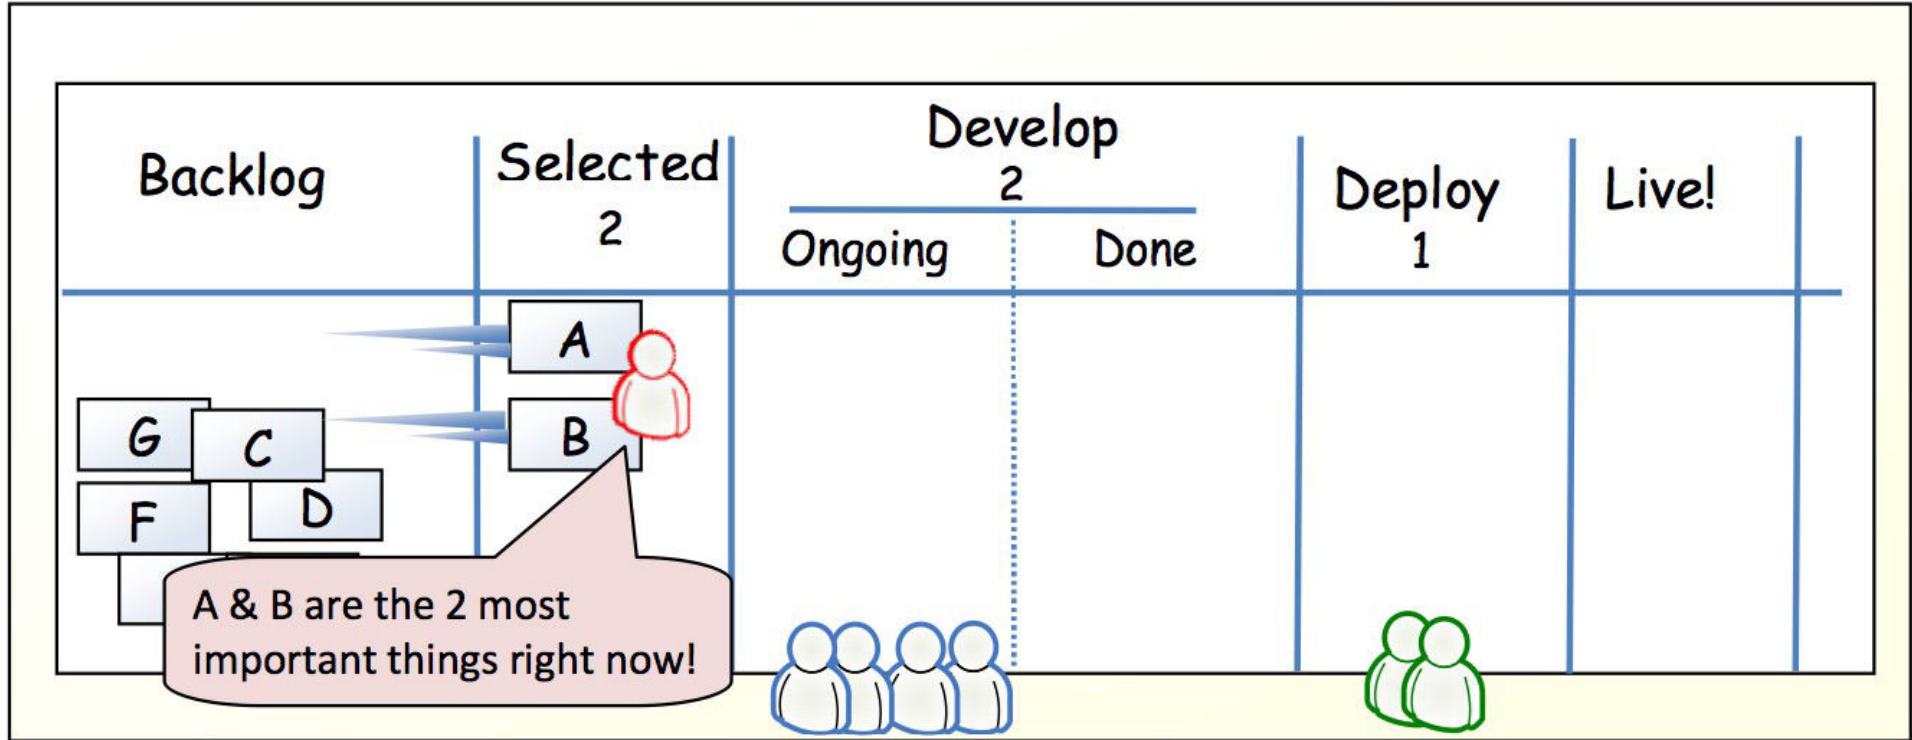 Backlog
Selected
2
Develop
2
Ongoing
Done
Deploy
1
Live!
A
B
G
C
F
D
A & B are the 2 most
important things right now!